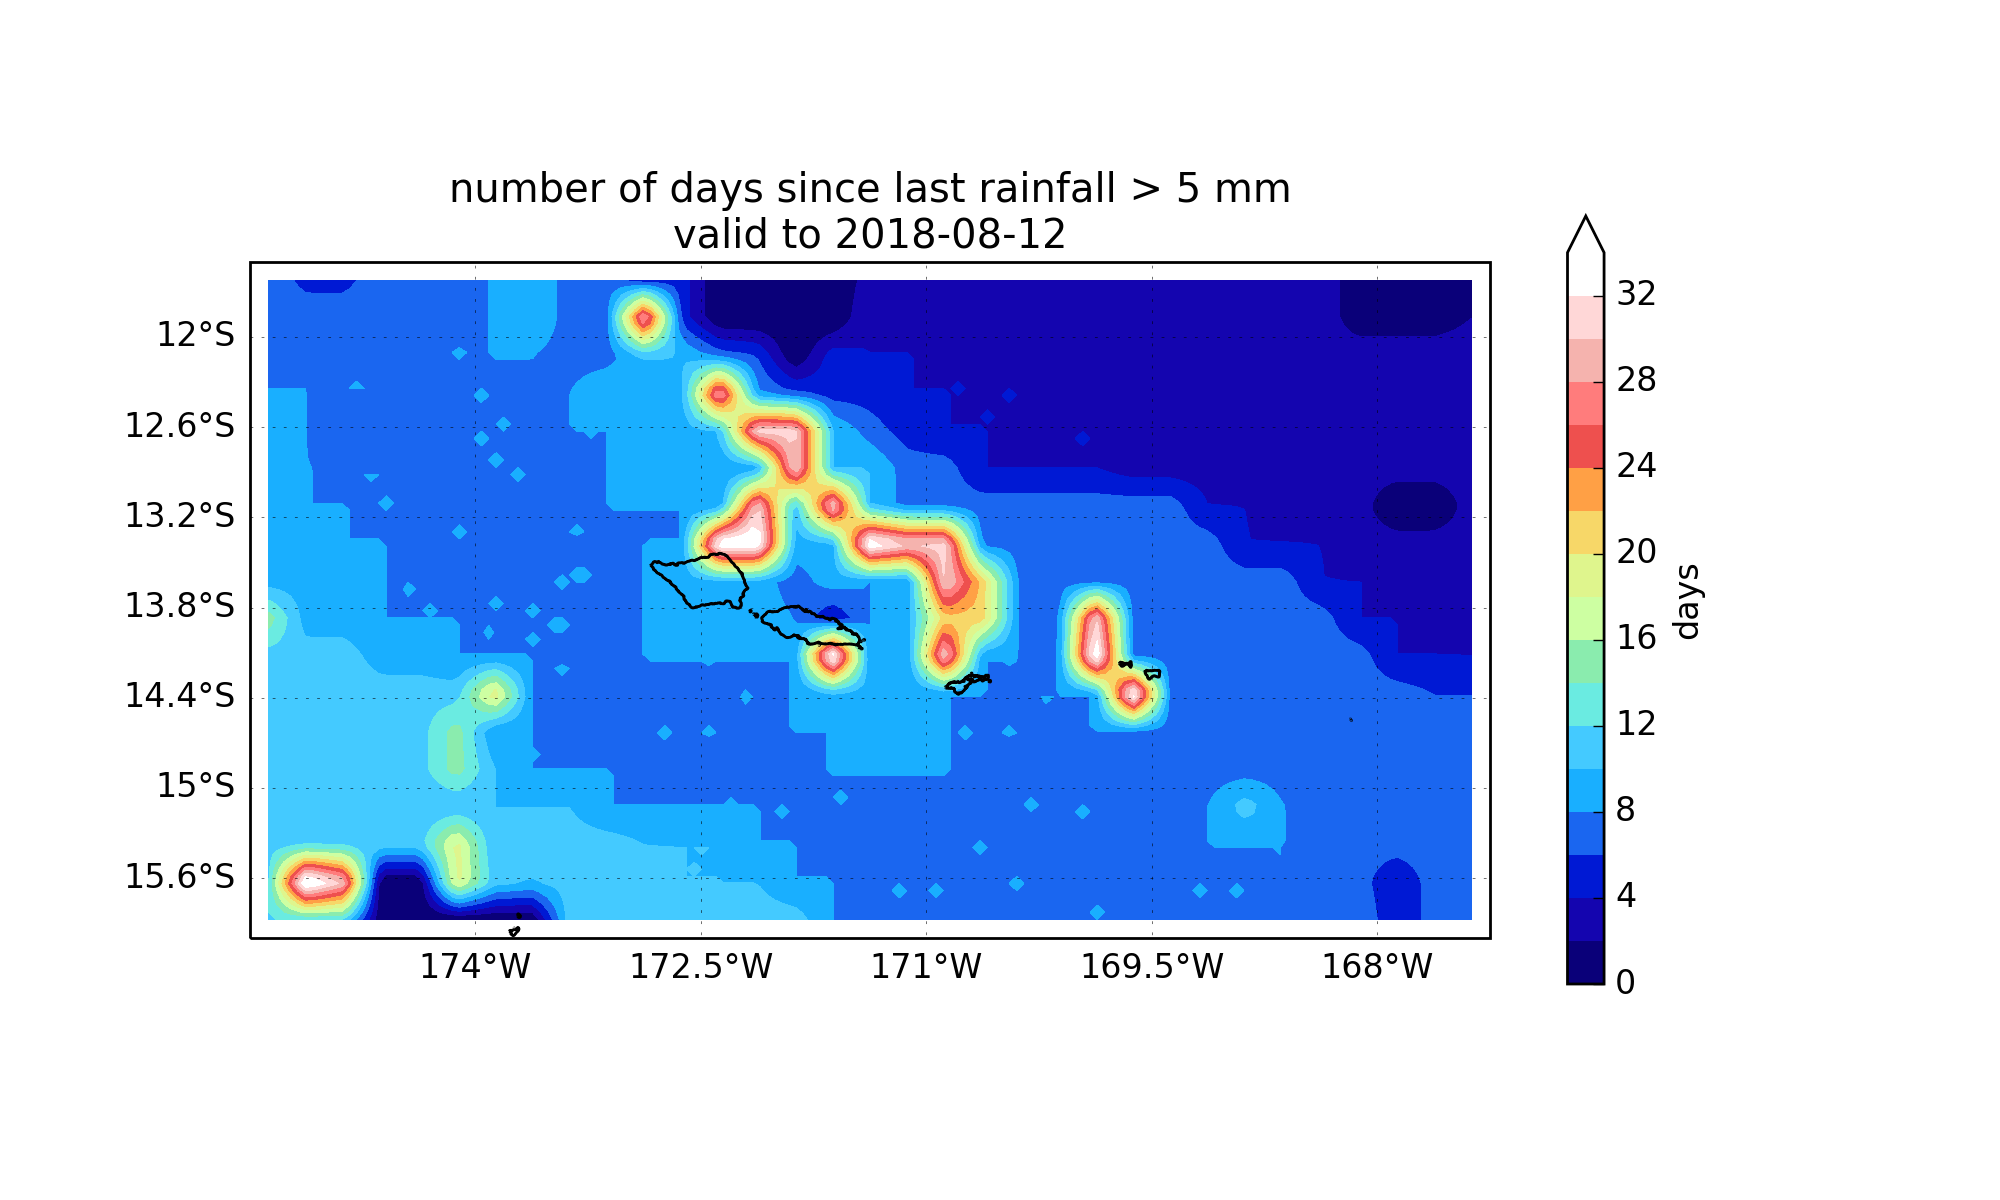 number of days since last rainfall > 5 mm
valid to 2018-08-12
12°S
12.6°S
13.2°S
13.8°S
14.4°S
15°S
15.6°S
174°W 172.5°W 171°W 169.5°W 168°W
32
28
24
20
16
12
8
4
0
days